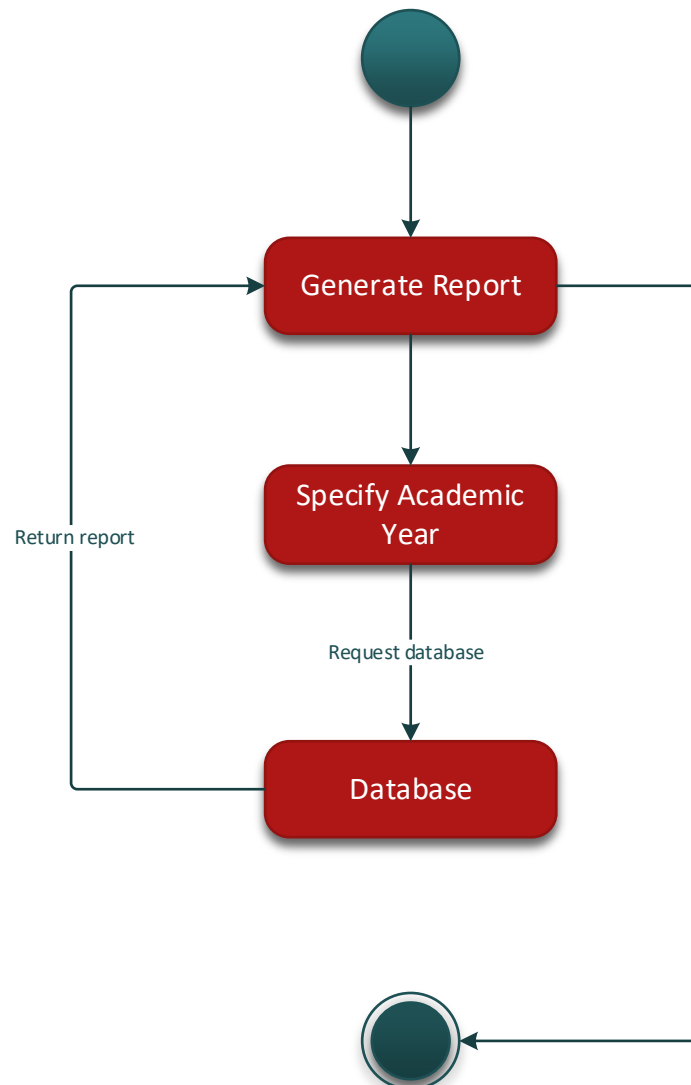 Generate Report
Specify Academic
Year
Return report
Request database
Database